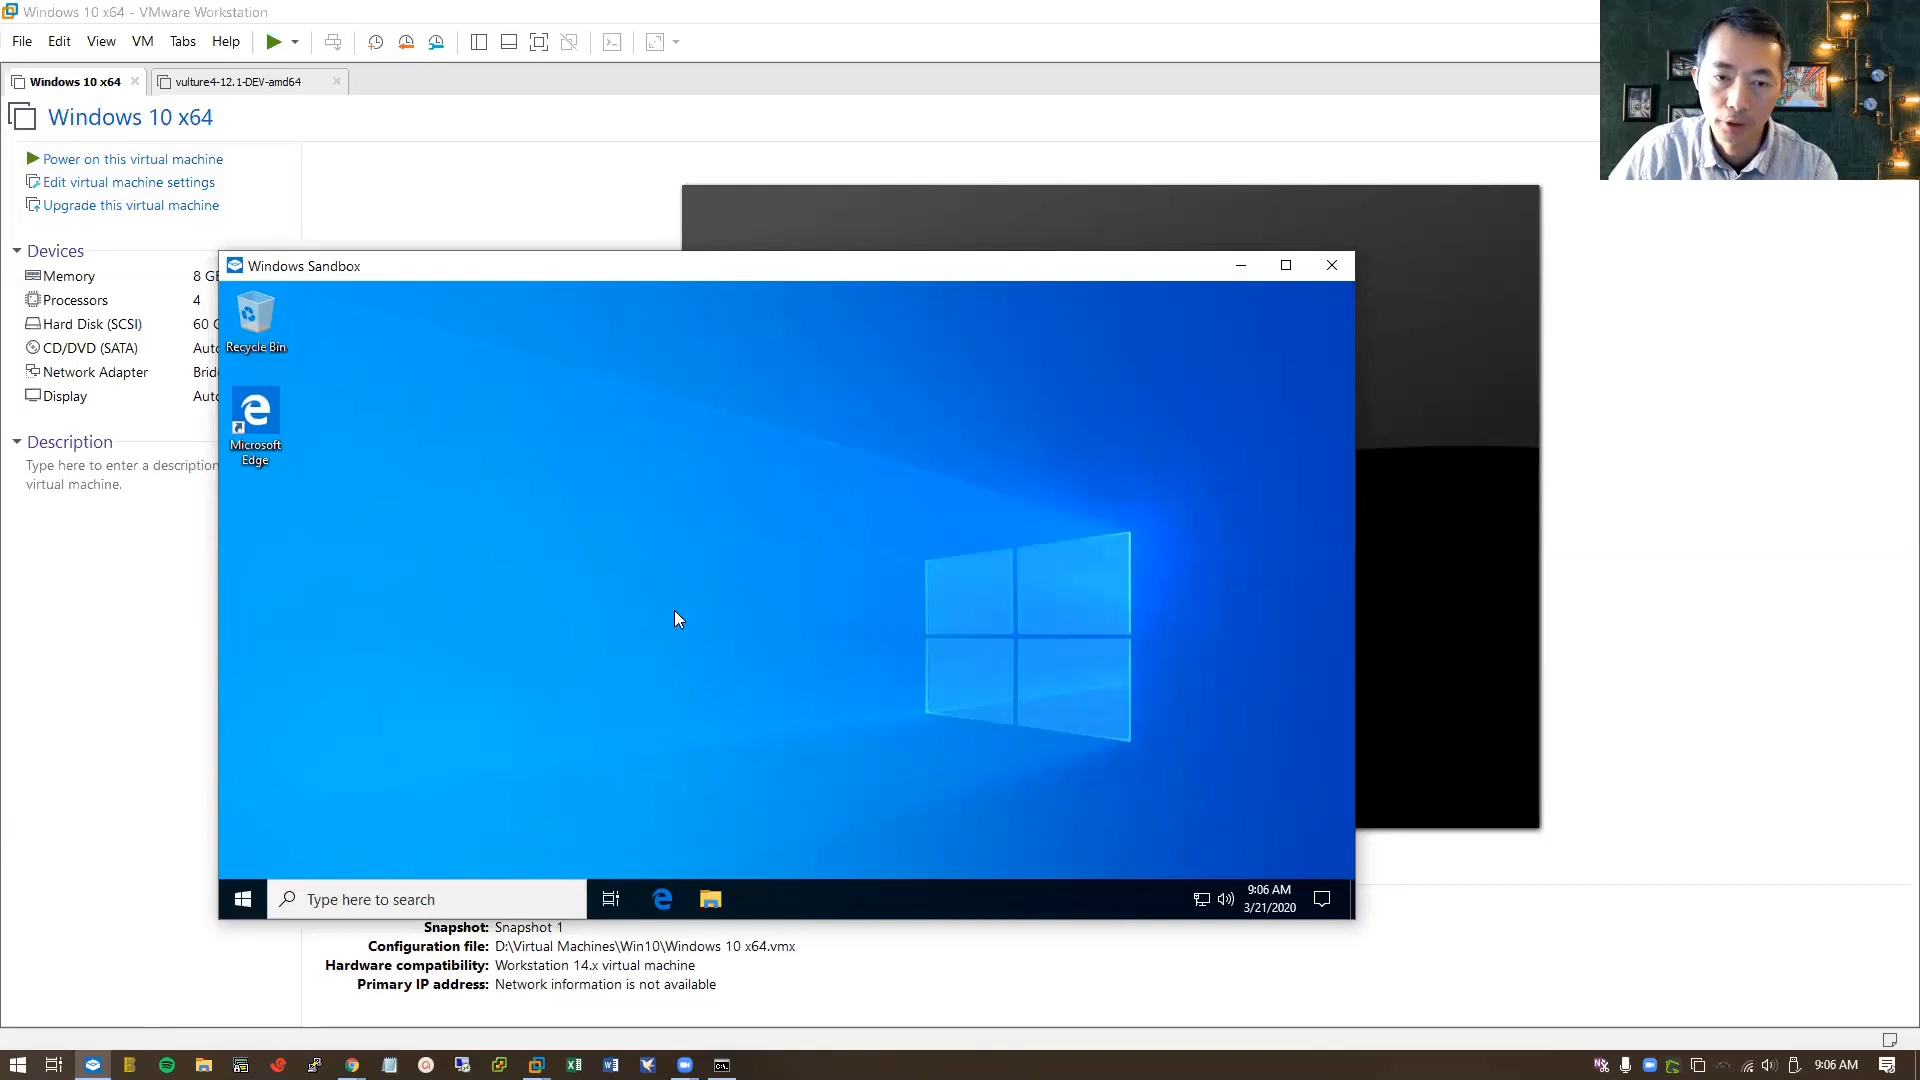 Windows 10 x64 - VMware Workstation
File Edit View VM Tabs Help
Windows 10 x64
vulture4-12.1-DEV-amd64
Windows 10 x64
Power on this virtual machine
Edit virtual machine settings
Upgrade this virtual machine
Devices
Memory 8 GB
Processors 4
Hard Disk (SCSI) 60 G
CD/DVD (SATA) Auto
Network Adapter Brid
Display Auto
Description
Type here to enter a description
virtual machine.
Windows Sandbox
Recycle Bin
Microsoft
Edge
Type here to search
9:06 AM
3/21/2020
Snapshot: Snapshot 1
Configuration file: D:\Virtual Machines\Win10\Windows 10 x64.vmx
Hardware compatibility: Workstation 14.x virtual machine
Primary IP address: Network information is not available
9:06 AM